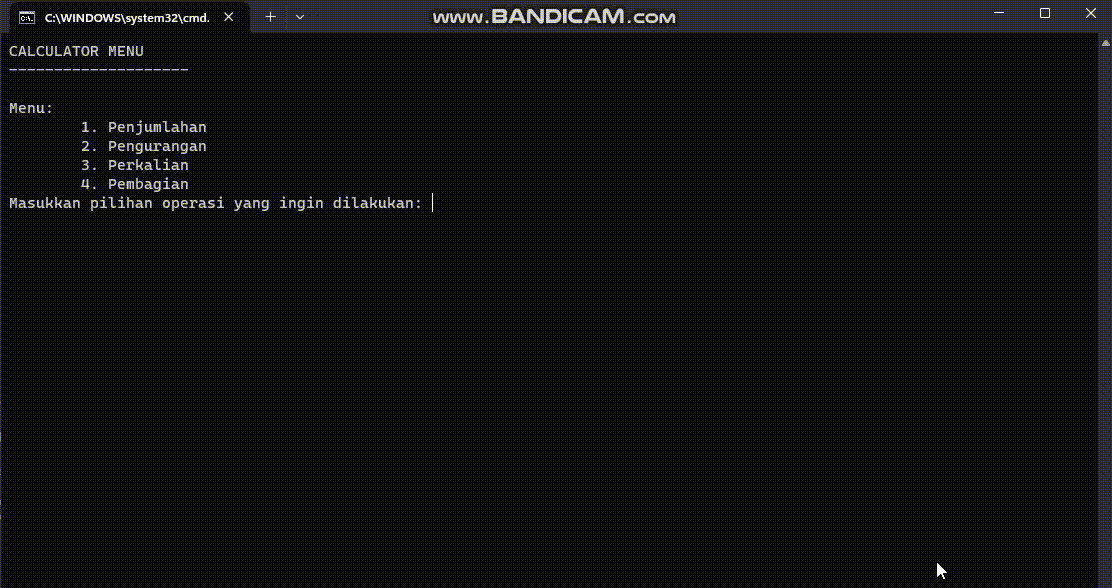 C:\WINDOWS\system32\cmd.
www.BANDICAM.com
CALCULATOR MENU
--------------------
Menu:
1. Penjumlahan
2. Pengurangan
3. Perkalian
4. Pembagian
Masukkan pilihan operasi yang ingin dilakukan: